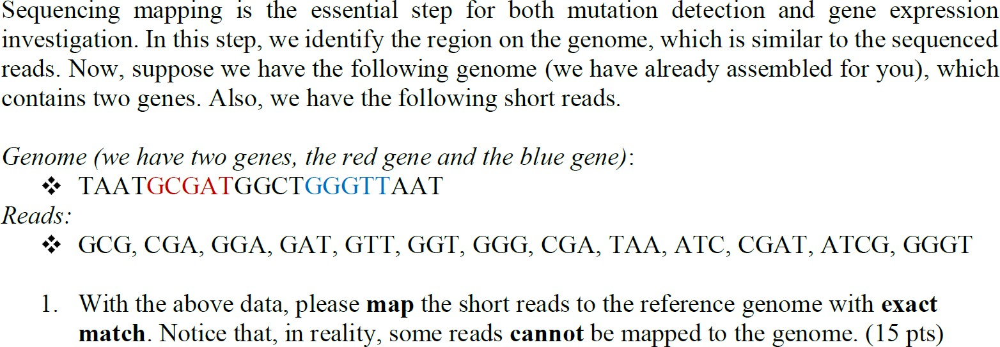 Sequencing mapping is the essential step for both mutation detection and gene expression
investigation. In this step, we identify the region on the genome, which is similar to the sequenced
reads. Now, suppose we have the following genome (we have already assembled for you), which
contains two genes. Also, we have the following short reads.
Genome (we have two genes, the red gene and the blue gene):
❖ TAATGCGATGGCTGGGTTAAT
Reads:
❖ GCG, CGA, GGA, GAT, GTT, GGT, GGG, CGA, TAA, ATC, CGAT, ATCG, GGGT
1. With the above data, please map the short reads to the reference genome with exact
match. Notice that, in reality, some reads cannot be mapped to the genome. (15 pts)